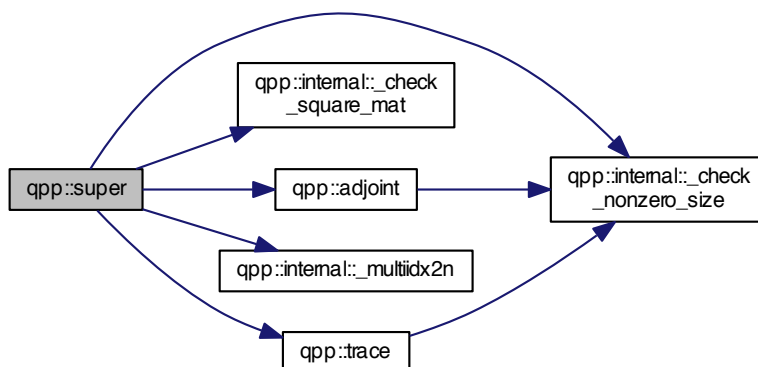 qpp::internal::_check
_square_mat
qpp::super
qpp::adjoint
qpp::internal::_check
_nonzero_size
qpp::internal::_multiidx2n
qpp::trace